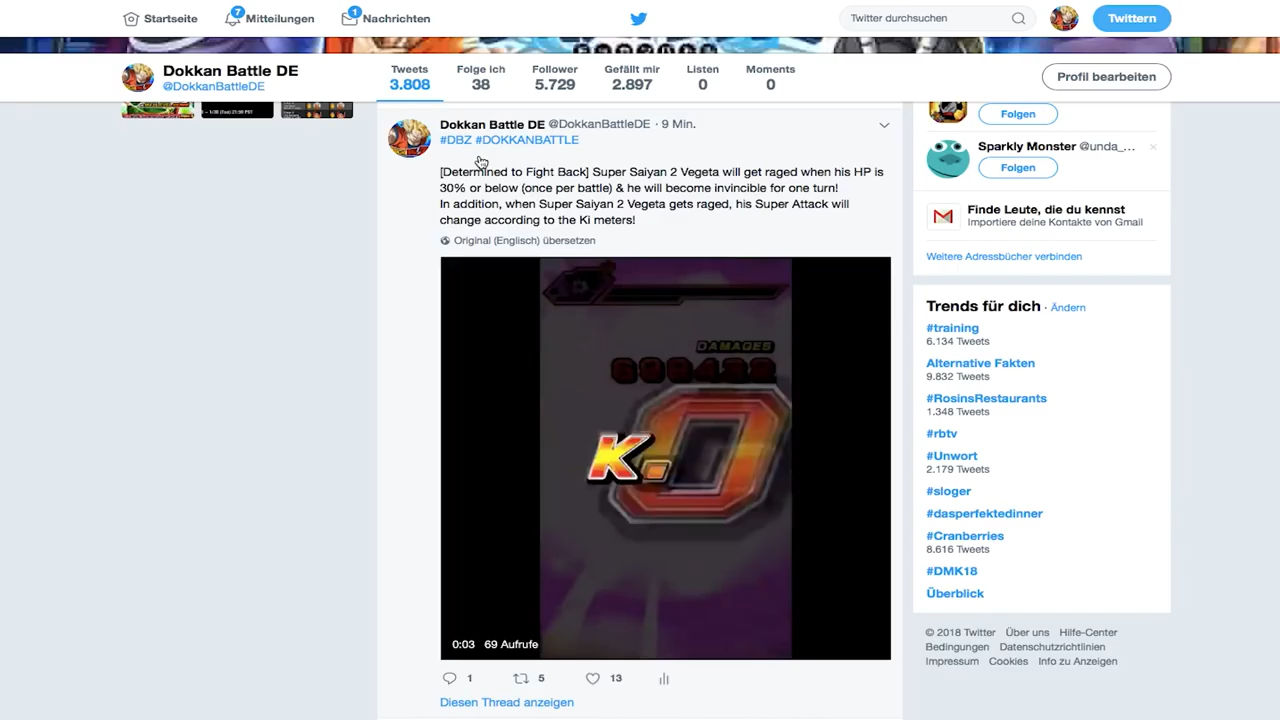 Startseite
7
Mitteilungen
1
Nachrichten
Twitter durchsuchen
Twittern
Dokkan Battle DE
@DokkanBattleDE
Tweets
3.808
Folge ich
38
Follower
5.729
Gefällt mir
2.897
Listen
0
Moments
0
Profil bearbeiten
Dokkan Battle DE @DokkanBattleDE · 9 Min.
#DBZ #DOKKANBATTLE
[Determined to Fight Back] Super Saiyan 2 Vegeta will get raged when his HP is
30% or below (once per battle) & he will become invincible for one turn!
In addition, when Super Saiyan 2 Vegeta gets raged, his Super Attack will
change according to the Ki meters!
Original (Englisch) übersetzen
DAMAGES
K.O
0:03 69 Aufrufe
1
5
13
Diesen Thread anzeigen
Folgen
Sparkly Monster @unda_...
Folgen
Finde Leute, die du kennst
Importiere deine Kontakte von Gmail
Weitere Adressbücher verbinden
Trends für dich · Ändern
#training
6.134 Tweets
Alternative Fakten
9.832 Tweets
#RosinsRestaurants
1.348 Tweets
#rbtv
#Unwort
2.179 Tweets
#sloger
#dasperfektedinner
#Cranberries
8.616 Tweets
#DMK18
Überblick
© 2018 Twitter Über uns Hilfe-Center
Bedingungen Datenschutzrichtlinien
Impressum Cookies Info zu Anzeigen